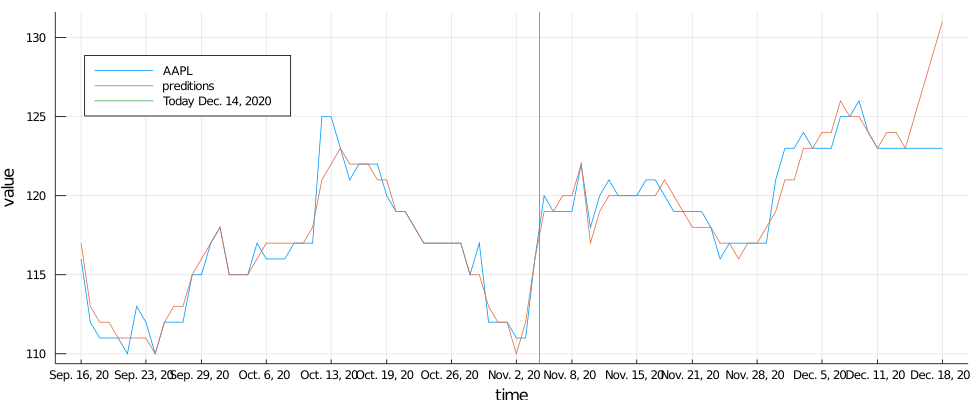 130
125
120
115
110
value
AAPL
preditions
Today Dec. 14, 2020
Sep. 16, 20 Sep. 23, 20 Sep. 29, 20 Oct. 6, 20 Oct. 13, 20 Oct. 19, 20 Oct. 26, 20 Nov. 2, 20 Nov. 8, 20 Nov. 15, 20 Nov. 21, 20 Nov. 28, 20 Dec. 5, 20 Dec. 11, 20 Dec. 18, 20
time